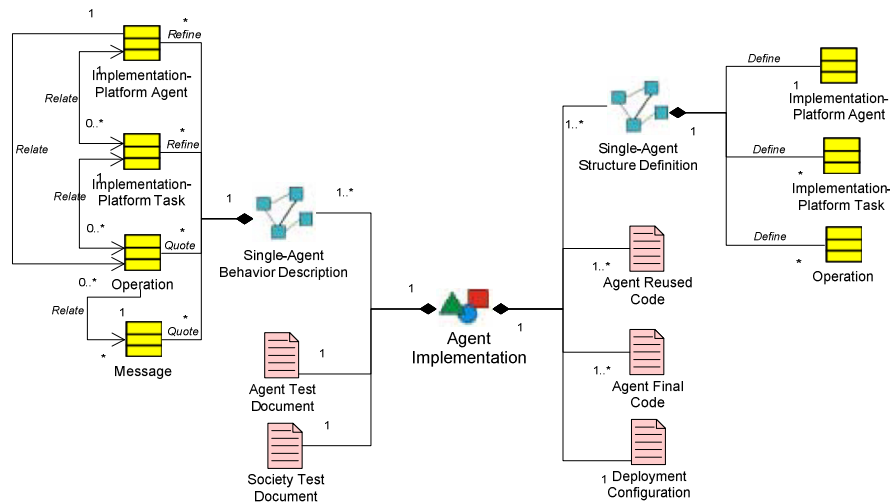 1
*
Refine
Implementation-
Platform Agent
1
Relate
0..*
*
Refine
Relate
Implementation-
Platform Task
1
Relate
0..*
*
Quote
Operation
0..*
Relate
1
*
*
Quote
Message
1
Single-Agent
Behavior Description
1..*
Agent Test
Document
1
Society Test
Document
1
1
Agent
Implementation
1
1..*
Single-Agent
Structure Definition
1
Define
1
Implementation-
Platform Agent
Define
*
Implementation-
Platform Task
Define
*
Operation
1..*
Agent Reused
Code
1..*
Agent Final
Code
1
Deployment
Configuration